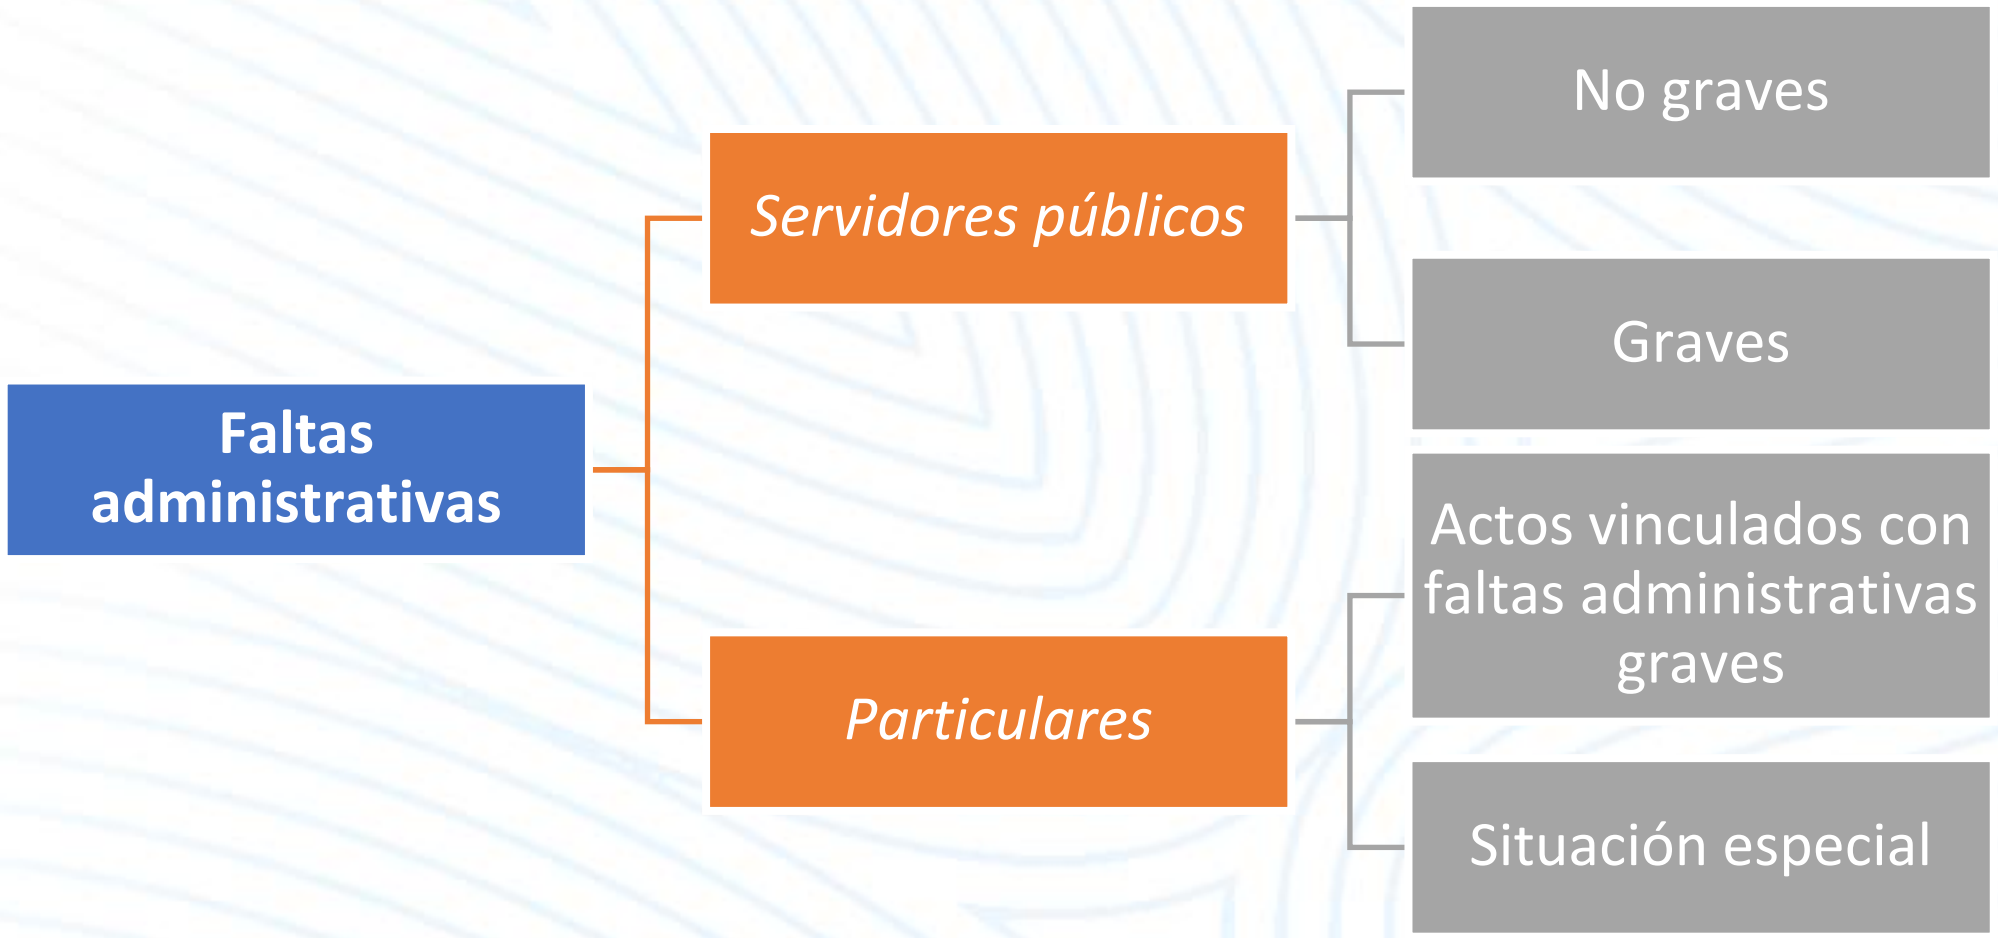 Faltas
administrativas
Servidores públicos
No graves
Graves
Particulares
Actos vinculados con
faltas administrativas
graves
Situación especial